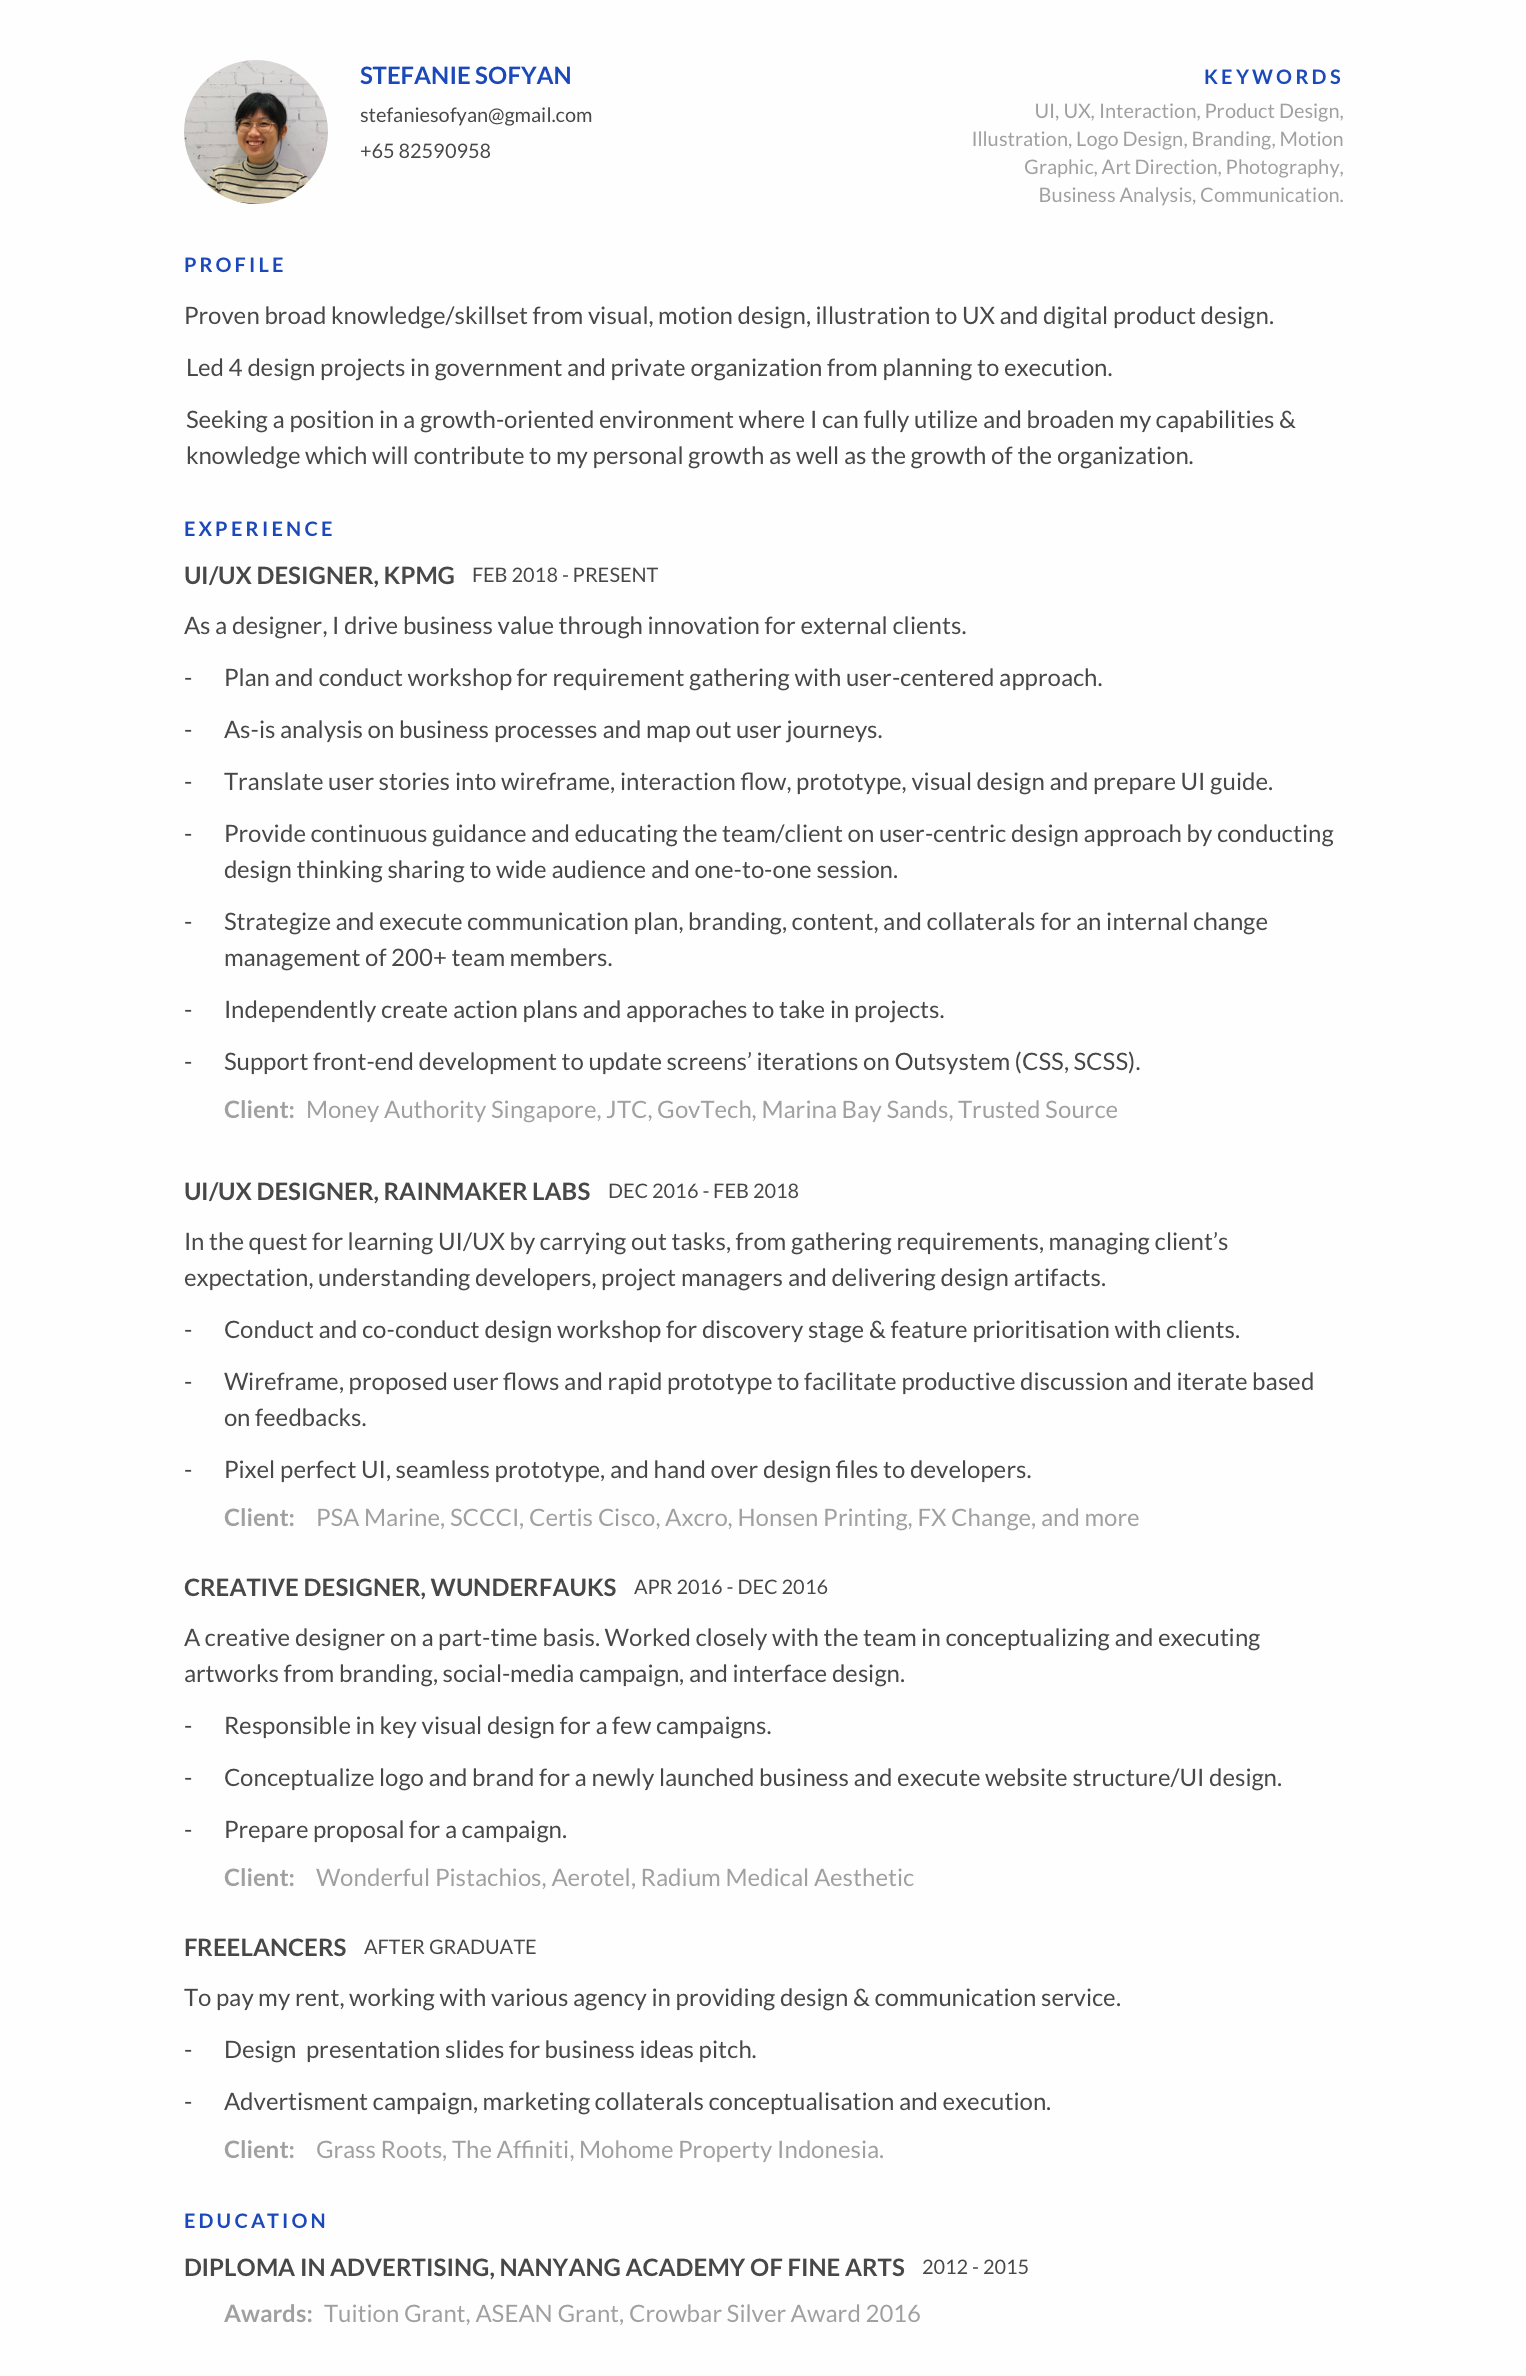 STEFANIE SOFYAN
stefaniesofyan@gmail.com
+65 82590958
KEYWORDS
UI, UX, Interaction, Product Design,
Illustration, Logo Design, Branding, Motion
Graphic, Art Direction, Photography,
Business Analysis, Communication.
PROFILE
Proven broad knowledge/skillset from visual, motion design, illustration to UX and digital product design.
Led 4 design projects in government and private organization from planning to execution.
Seeking a position in a growth-oriented environment where I can fully utilize and broaden my capabilities &
knowledge which will contribute to my personal growth as well as the growth of the organization.
EXPERIENCE
UI/UX DESIGNER, KPMG FEB 2018 - PRESENT
As a designer, I drive business value through innovation for external clients.
- Plan and conduct workshop for requirement gathering with user-centered approach.
- As-is analysis on business processes and map out user journeys.
- Translate user stories into wireframe, interaction flow, prototype, visual design and prepare UI guide.
- Provide continuous guidance and educating the team/client on user-centric design approach by conducting
design thinking sharing to wide audience and one-to-one session.
- Strategize and execute communication plan, branding, content, and collaterals for an internal change
management of 200+ team members.
- Independently create action plans and apporaches to take in projects.
- Support front-end development to update screens’ iterations on Outsystem (CSS, SCSS).
Client: Money Authority Singapore, JTC, GovTech, Marina Bay Sands, Trusted Source
UI/UX DESIGNER, RAINMAKER LABS DEC 2016 - FEB 2018
In the quest for learning UI/UX by carrying out tasks, from gathering requirements, managing client’s
expectation, understanding developers, project managers and delivering design artifacts.
- Conduct and co-conduct design workshop for discovery stage & feature prioritisation with clients.
- Wireframe, proposed user flows and rapid prototype to facilitate productive discussion and iterate based
on feedbacks.
- Pixel perfect UI, seamless prototype, and hand over design files to developers.
Client: PSA Marine, SCCCI, Certis Cisco, Axcro, Honsen Printing, FX Change, and more
CREATIVE DESIGNER, WUNDERFAUKS APR 2016 - DEC 2016
A creative designer on a part-time basis. Worked closely with the team in conceptualizing and executing
artworks from branding, social-media campaign, and interface design.
- Responsible in key visual design for a few campaigns.
- Conceptualize logo and brand for a newly launched business and execute website structure/UI design.
- Prepare proposal for a campaign.
Client: Wonderful Pistachios, Aerotel, Radium Medical Aesthetic
FREELANCERS AFTER GRADUATE
To pay my rent, working with various agency in providing design & communication service.
- Design presentation slides for business ideas pitch.
- Advertisment campaign, marketing collaterals conceptualisation and execution.
Client: Grass Roots, The Affiniti, Mohome Property Indonesia.
EDUCATION
DIPLOMA IN ADVERTISING, NANYANG ACADEMY OF FINE ARTS 2012 - 2015
Awards: Tuition Grant, ASEAN Grant, Crowbar Silver Award 2016